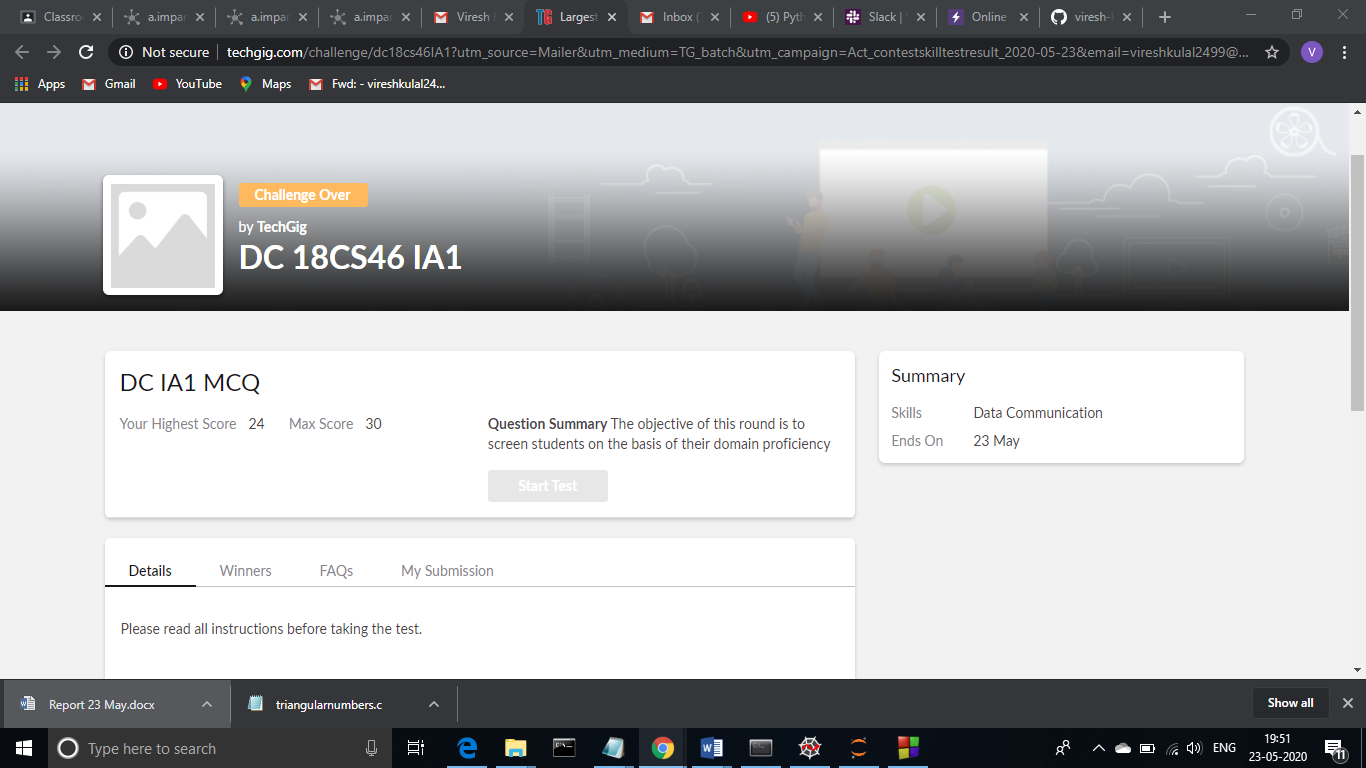 Classro
a.impar
a.impar
a.impar
Viresh
Largest
Inbox (
(5) Pyth
Slack |
Online
viresh-
Not secure
techgig.com/challenge/dc18cs46IA1?utm_source=Mailer&utm_medium=TG_batch&utm_campaign=Act_contestskilltestresult_2020-05-23&email=vireshkulal2499@...
V
Apps
Gmail
YouTube
Maps
Fwd: - vireshkulal24...
Challenge Over
by TechGig
DC 18CS46 IA1
DC IA1 MCQ
Your Highest Score 24 Max Score 30
Question Summary The objective of this round is to
screen students on the basis of their domain proficiency
Start Test
Summary
Skills Data Communication
Ends On 23 May
Details Winners FAQs My Submission
Please read all instructions before taking the test.
Report 23 May.docx
triangularnumbers.c
Show all
Type here to search
ENG
19:51
23-05-2020
11